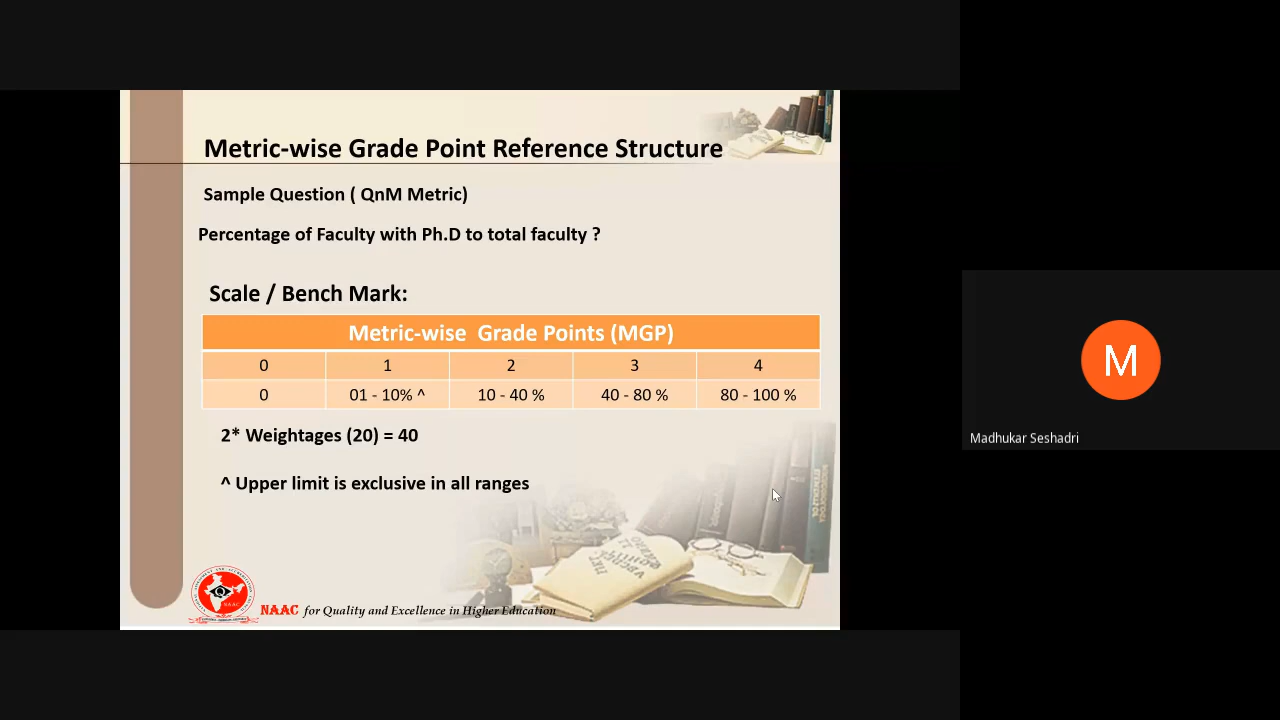 Metric-wise Grade Point Reference Structure
Sample Question ( QnM Metric)
Percentage of Faculty with Ph.D to total faculty ?
Scale / Bench Mark:
Metric-wise  Grade Points (MGP)
0 1 2 3 4
0 01 - 10% ^ 10 - 40 % 40 - 80 % 80 - 100 %
2* Weightages (20) = 40
^ Upper limit is exclusive in all ranges
NAAC for Quality and Excellence in Higher Education
NAAC
M
Madhukar Seshadri